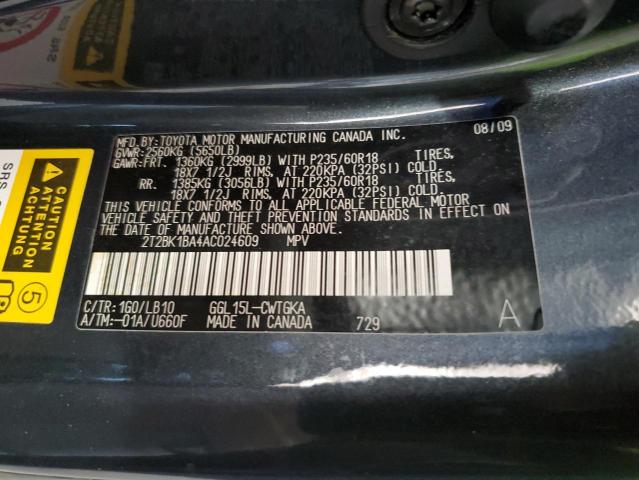 MFD. BY: TOYOTA MOTOR MANUFACTURING CANADA INC. 08/09
GVWR: 2560KG (5650LB)
GAWR: FRT. 1360KG (2999LB) WITH P235/60R18 TIRES,
18X7 1/2J RIMS, AT 220KPA (32PSI) COLD.
RR. 1385KG (3056LB) WITH P235/60R18 TIRES,
18X7 1/2J RIMS, AT 220KPA (32PSI) COLD.
THIS VEHICLE CONFORMS TO ALL APPLICABLE FEDERAL MOTOR
VEHICLE SAFETY AND THEFT PREVENTION STANDARDS IN EFFECT ON
THE DATE OF MANUFACTURE SHOWN ABOVE.
2T2BK1BA4AC024609 MPV
C/TR: 1G0/LB10 GGL15L-CWTGKA A
A/TM: -01A/U660F MADE IN CANADA 729
SRS
CAUTION
ATTENTION
ACHTUNG
5